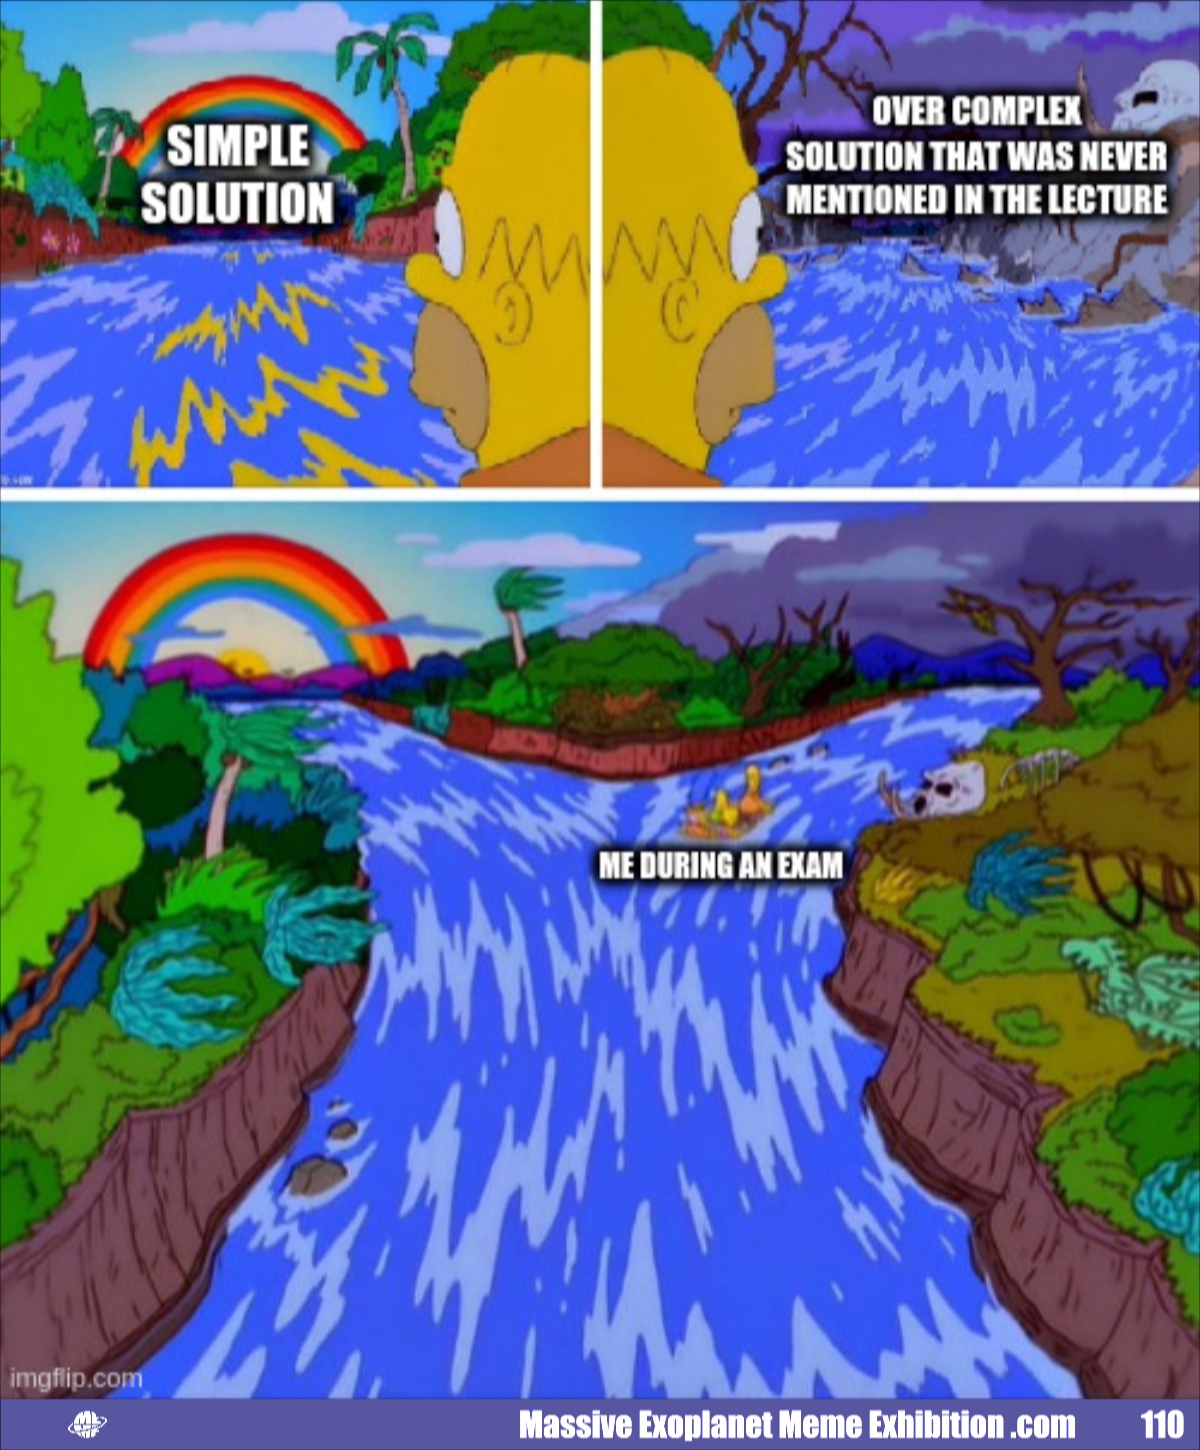 SIMPLE
SOLUTION
OVER COMPLEX
SOLUTION THAT WAS NEVER
MENTIONED IN THE LECTURE
ME DURING AN EXAM
imgflip.com
Massive Exoplanet Meme Exhibition .com
110